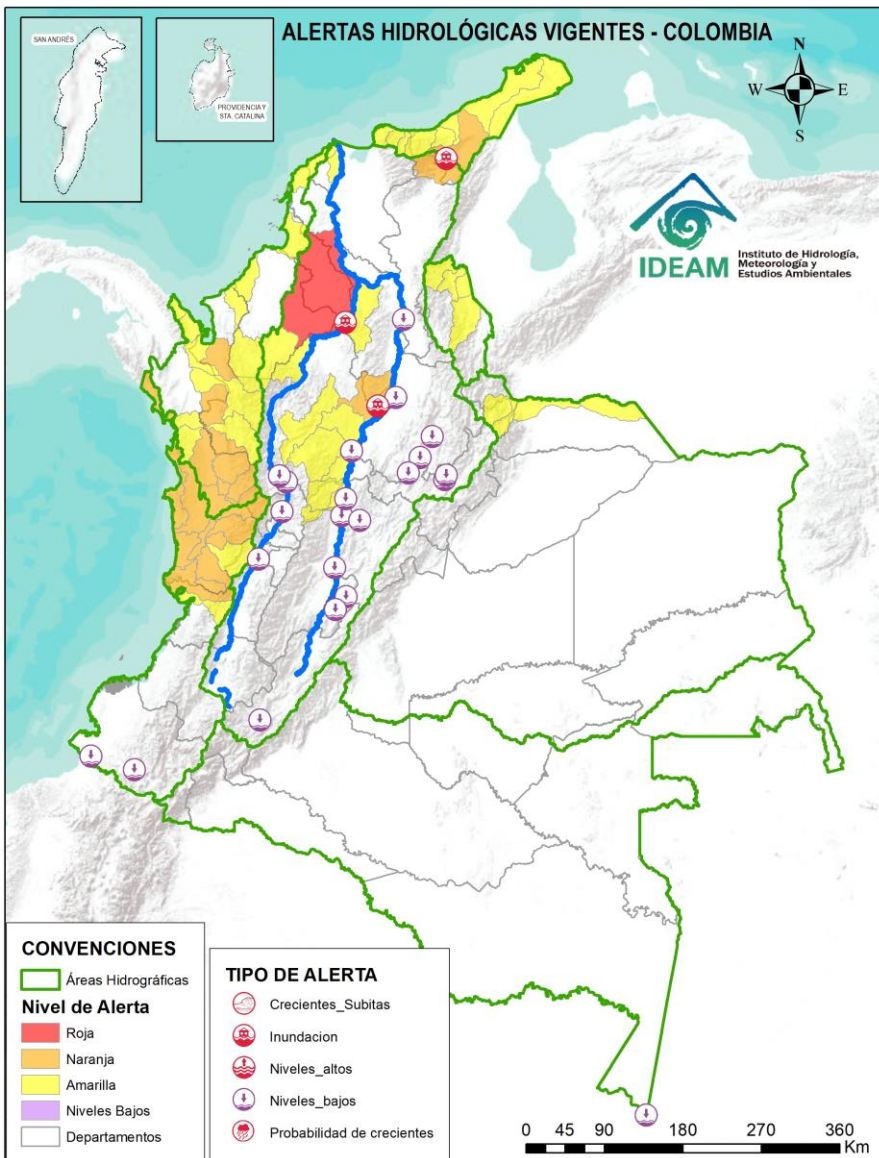 ALERTAS HIDROLÓGICAS VIGENTES - COLOMBIA
SAN ANDRÉS
PROVIDENCIA Y
STA. CATALINA
N
W
E
S
IDEAM
Instituto de Hidrología,
Meteorología y
Estudios Ambientales
CONVENCIONES
Áreas Hidrográficas
Nivel de Alerta
Roja
Naranja
Amarilla
Niveles Bajos
Departamentos
TIPO DE ALERTA
Crecientes_Subitas
Inundacion
Niveles_altos
Niveles_bajos
Probabilidad de crecientes
0 45 90 180 270 360
Km